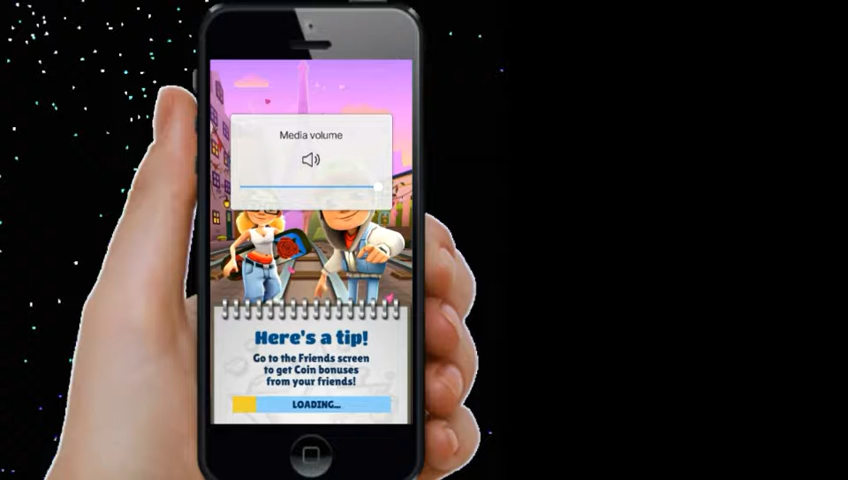 Media volume
Here's a tip!
Go to the Friends screen
to get Coin bonuses
from your friends!
LOADING...